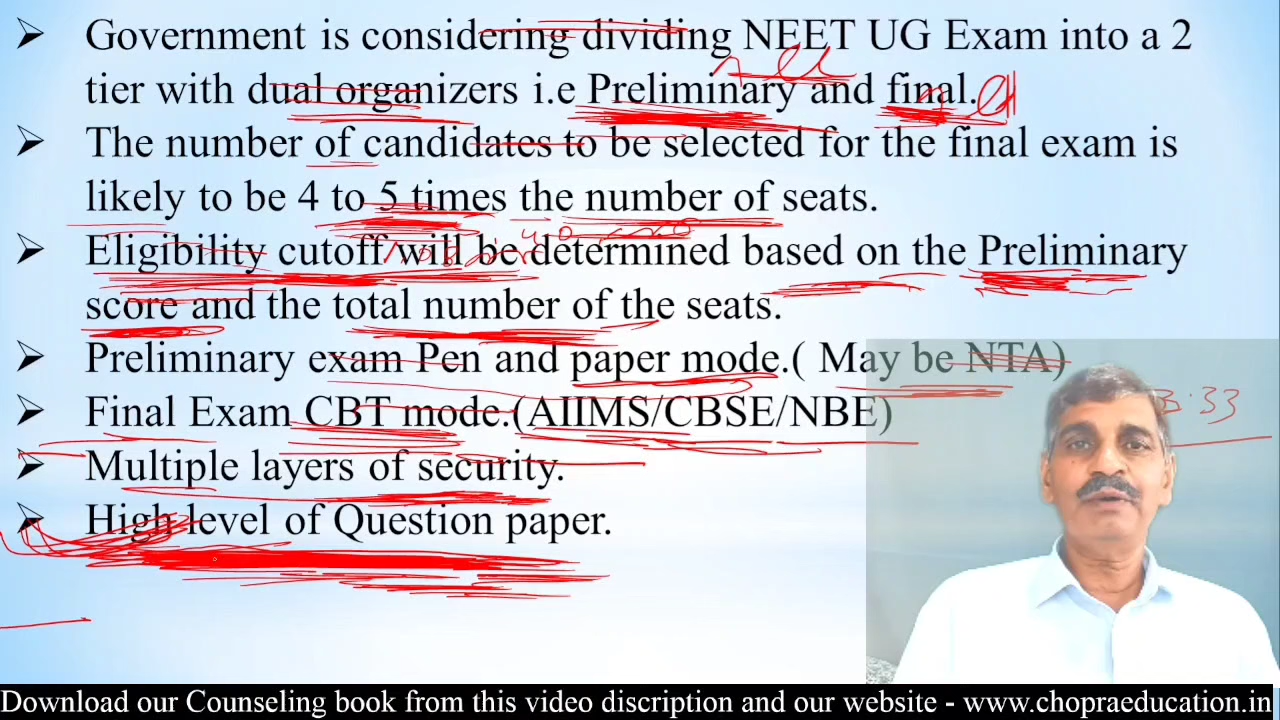 ➢ Government is considering dividing NEET UG Exam into a 2
tier with dual organizers i.e Preliminary and final.
➢ The number of candidates to be selected for the final exam is
likely to be 4 to 5 times the number of seats.
➢ Eligibility cutoff will be determined based on the Preliminary
score and the total number of the seats.
➢ Preliminary exam Pen and paper mode.( May be NTA)
➢ Final Exam CBT mode.(AIIMS/CBSE/NBE)
➢ Multiple layers of security.
➢ High level of Question paper.
Download our Counseling book from this video discription and our website - www.chopraeducation.in